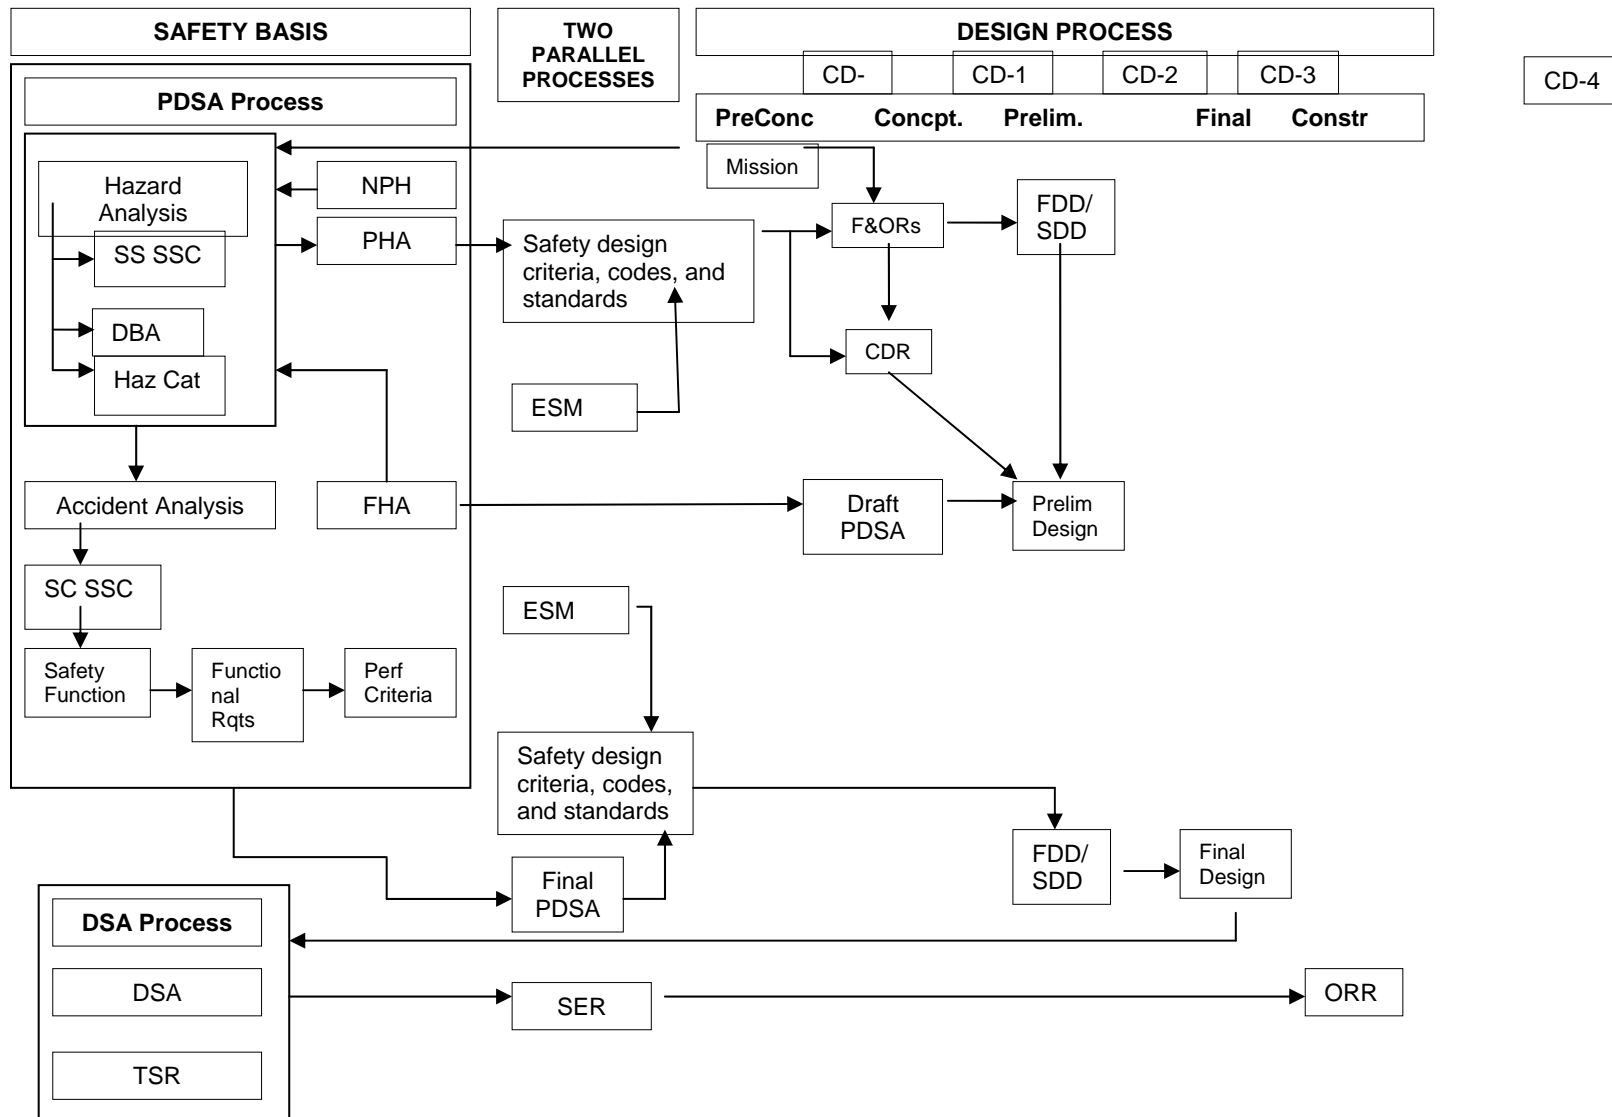 SAFETY BASIS
TWO
PARALLEL
PROCESSES
DESIGN PROCESS
CD-
CD-1
CD-2
CD-3
CD-4
PreConc
Concpt.
Prelim.
Final
Constr
PDSA Process
Mission
Hazard
Analysis
NPH
PHA
SS SSC
DBA
Haz Cat
Safety design
criteria, codes, and
standards
F&ORs
FDD/
SDD
CDR
ESM
Accident Analysis
FHA
Draft
PDSA
Prelim
Design
SC SSC
ESM
Safety
Function
Functio
nal
Rqts
Perf
Criteria
Safety design
criteria, codes,
and standards
FDD/
SDD
Final
Design
Final
PDSA
DSA Process
DSA
SER
ORR
TSR